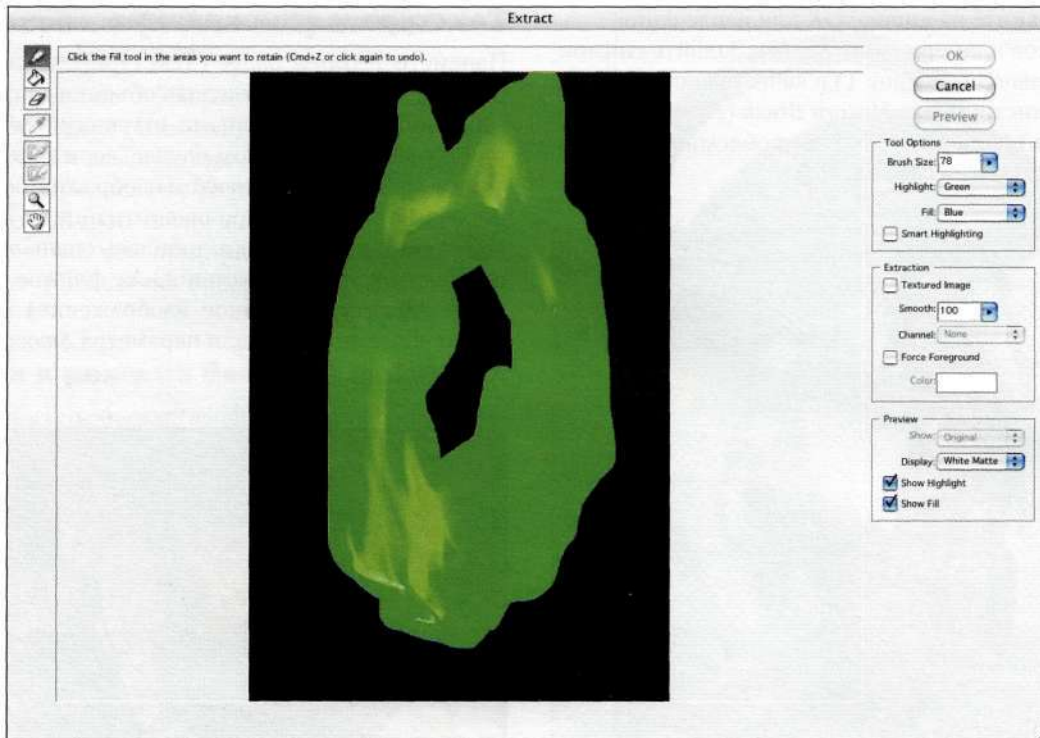 Extract
Click the Fill tool in the areas you want to retain (Cmd+Z or click again to undo).
OK
Cancel
Preview
Tool Options
Brush Size: 78
Highlight: Green
Fill: Blue
Smart Highlighting
Extraction
Textured Image
Smooth: 100
Channel: None
Force Foreground
Color:
Preview
Show: Original
Display: White Matte
Show Highlight
Show Fill